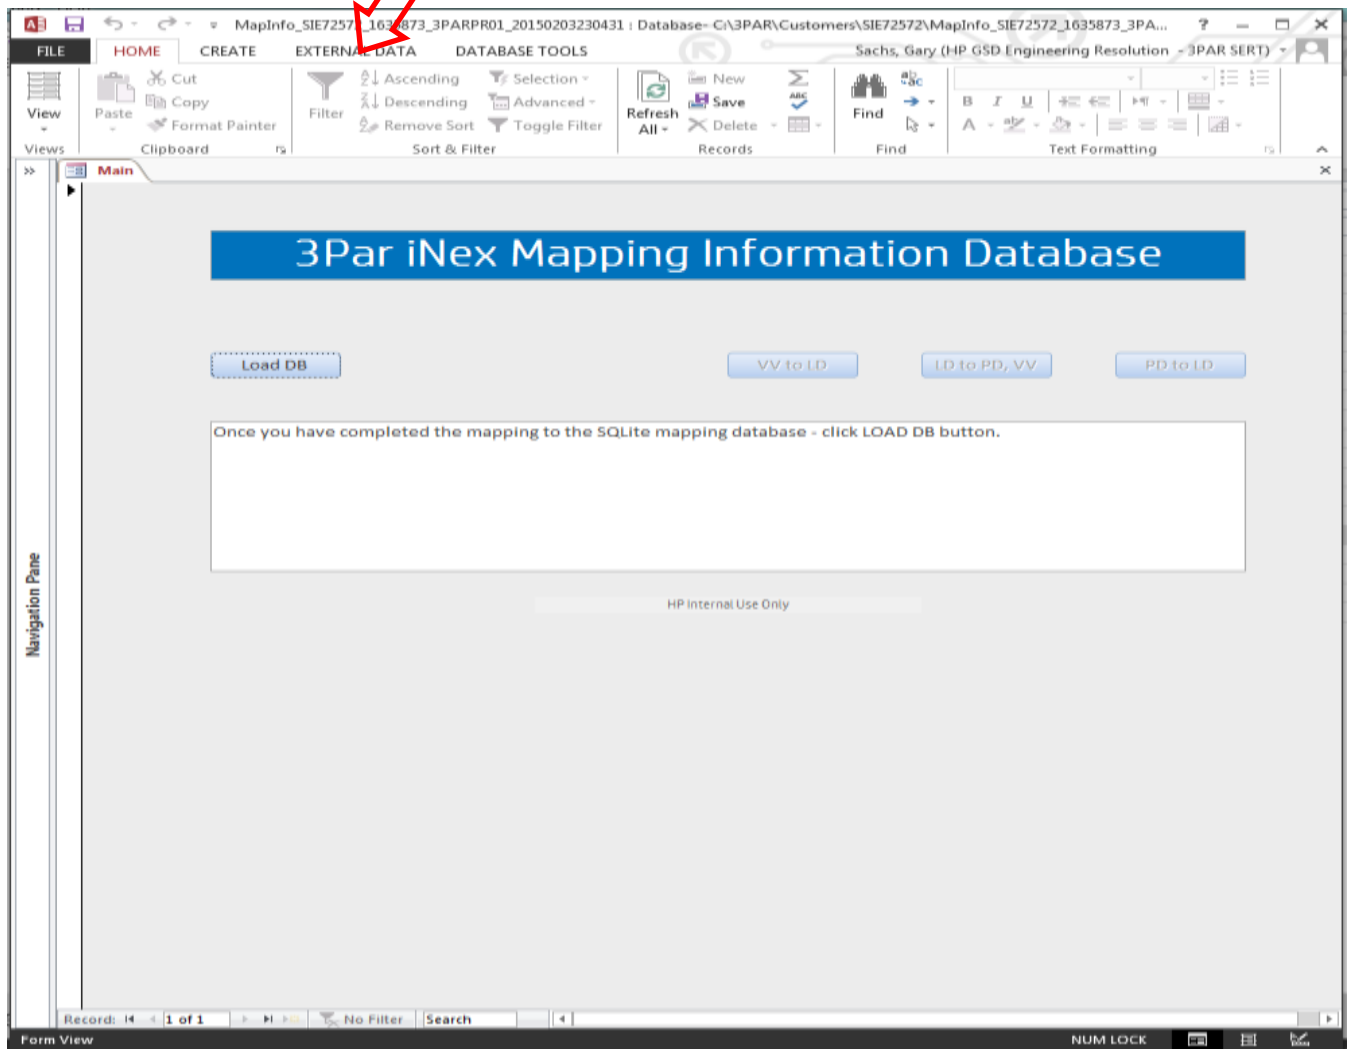 MapInfo_SIE72572_1635873_3PARPR01_20150203230431 : Database- C:\3PAR\Customers\SIE72572\MapInfo_SIE72572_1635873_3PA... ?
FILE HOME CREATE EXTERNAL DATA DATABASE TOOLS Sachs, Gary (HP GSD Engineering Resolution - 3PAR SERT)
View
Views
Paste
Cut
Copy
Format Painter
Clipboard
Filter
Ascending
Descending
Remove Sort
Selection
Advanced
Toggle Filter
Sort & Filter
Refresh
All
New
Save
Delete
Records
Find
Find
B I U
A
Text Formatting
Main
3Par iNex Mapping Information Database
Load DB VV to LD LD to PD, VV PD to LD
Once you have completed the mapping to the SQLite mapping database - click LOAD DB button.
HP Internal Use Only
Navigation Pane
Record: 1 of 1 No Filter Search
Form View NUM LOCK